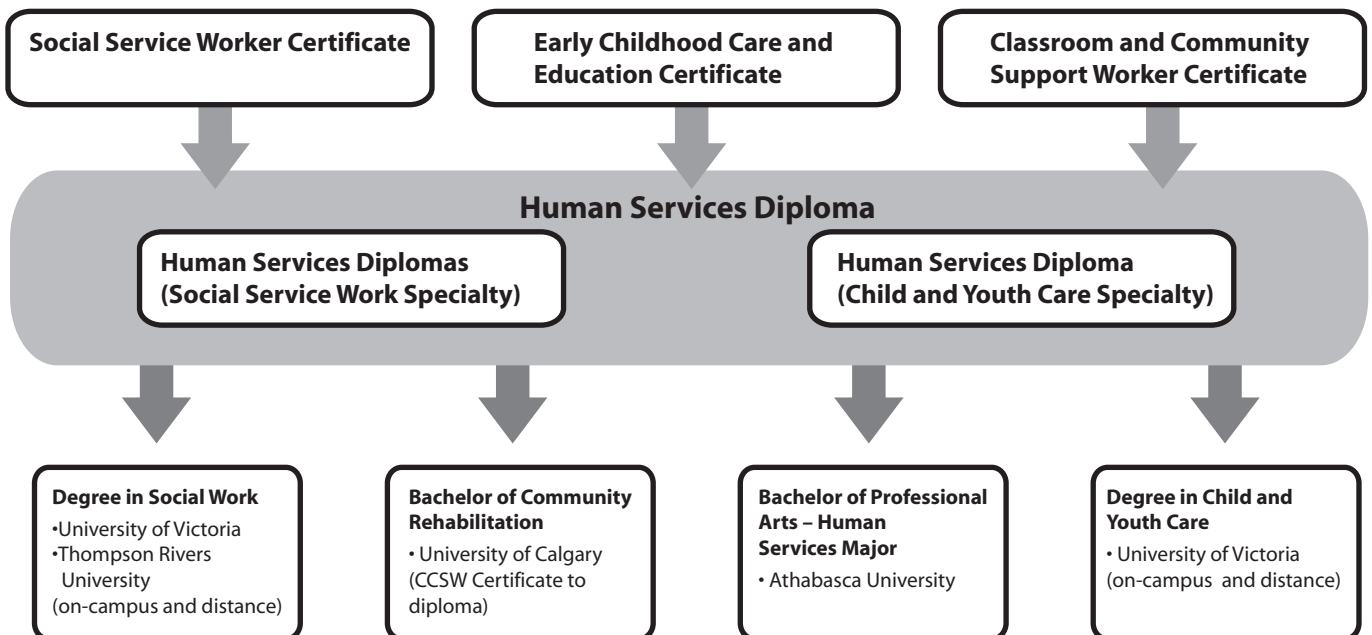 Social Service Worker Certificate
Early Childhood Care and
Education Certificate
Classroom and Community
Support Worker Certificate
Human Services Diploma
Human Services Diplomas
(Social Service Work Specialty)
Human Services Diploma
(Child and Youth Care Specialty)
Degree in Social Work
•University of Victoria
•Thompson Rivers
University
(on-campus and distance)
Bachelor of Community
Rehabilitation
• University of Calgary
(CCSW Certificate to
diploma)
Bachelor of Professional
Arts – Human
Services Major
• Athabasca University
Degree in Child and
Youth Care
• University of Victoria
(on-campus and distance)